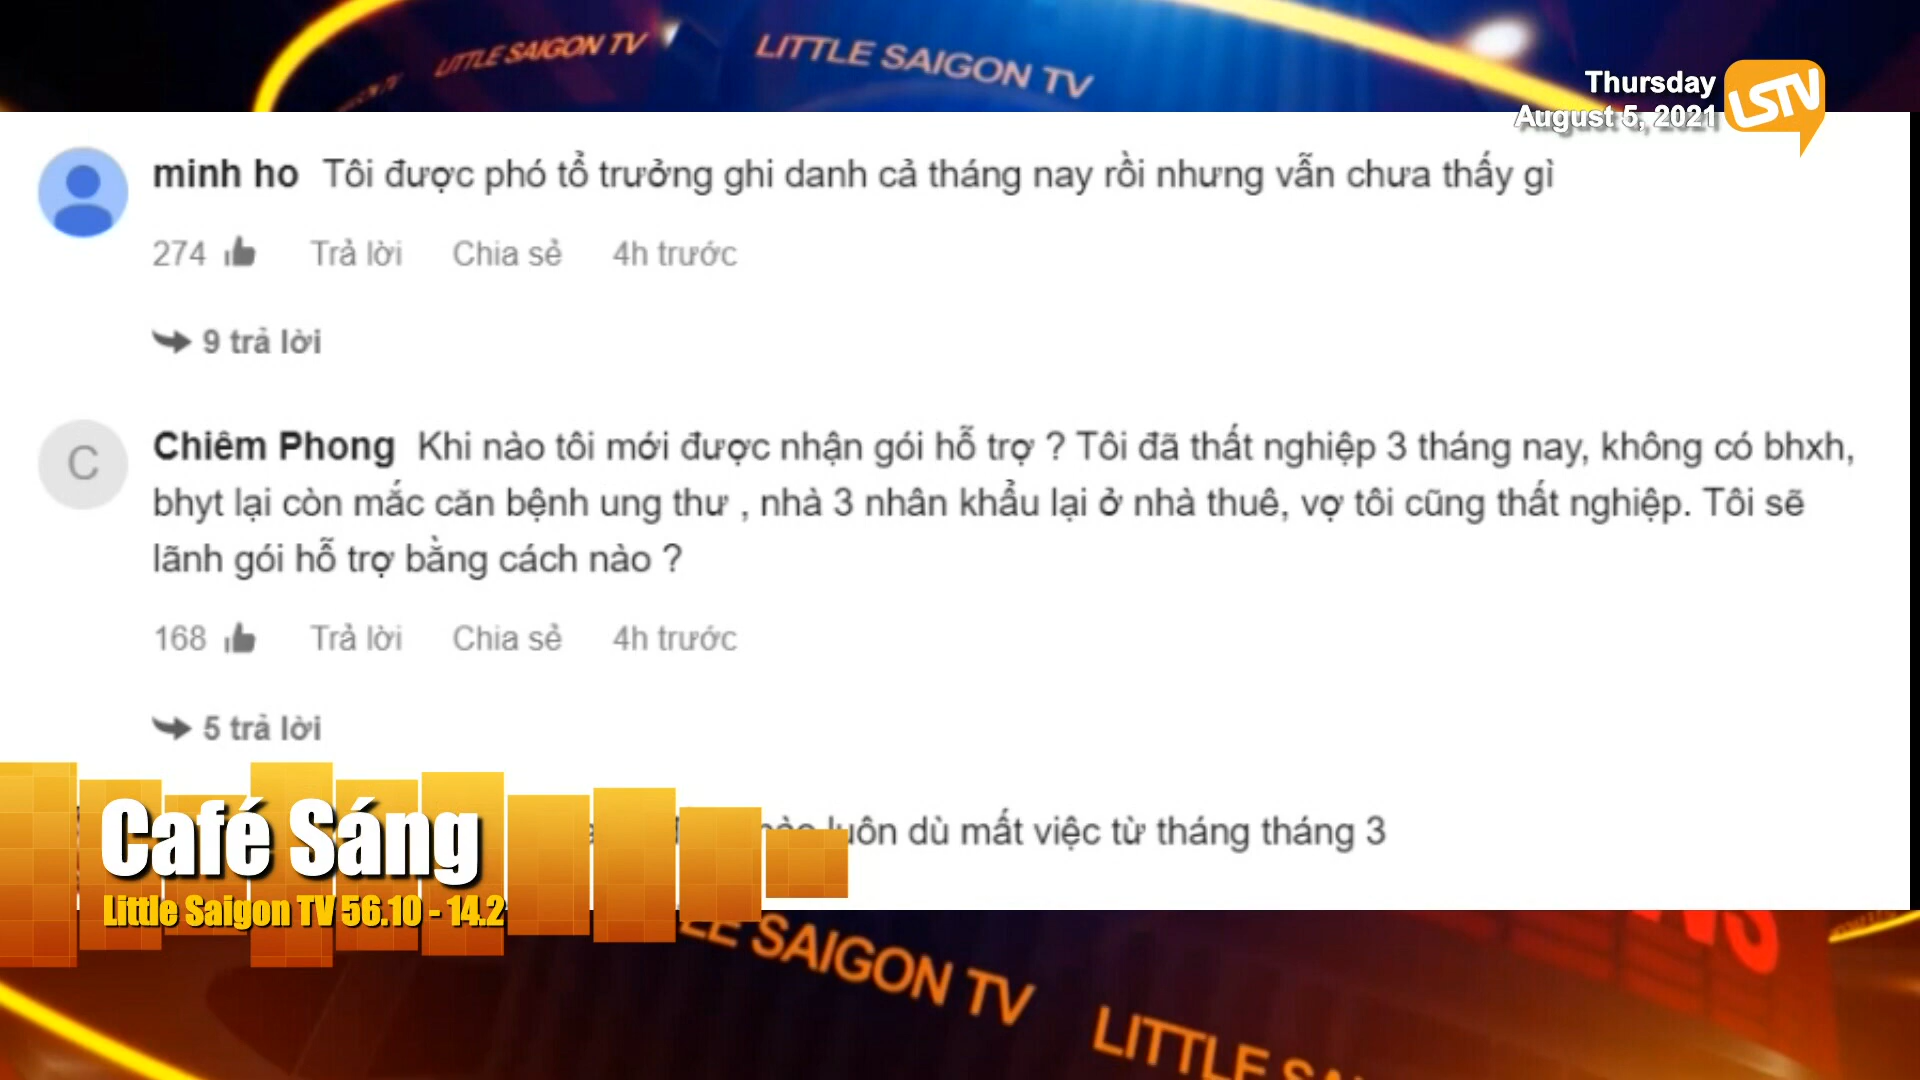 LITTLE SAIGON TV
LITTLE SAIGON TV
Thursday
August 5, 2021
LSTV
minh ho Tôi được phó tổ trưởng ghi danh cả tháng nay rồi nhưng vẫn chưa thấy gì
274 Trả lời Chia sẻ 4h trước
9 trả lời
C
Chiêm Phong Khi nào tôi mới được nhận gói hỗ trợ ? Tôi đã thất nghiệp 3 tháng nay, không có bhxh,
bhyt lại còn mắc căn bệnh ung thư , nhà 3 nhân khẩu lại ở nhà thuê, vợ tôi cũng thất nghiệp. Tôi sẽ
lãnh gói hỗ trợ bằng cách nào ?
168 Trả lời Chia sẻ 4h trước
5 trả lời
luôn dù mất việc từ tháng tháng 3
Café Sáng
Little Saigon TV 56.10 - 14.2
SAIGON TV
LITTLE